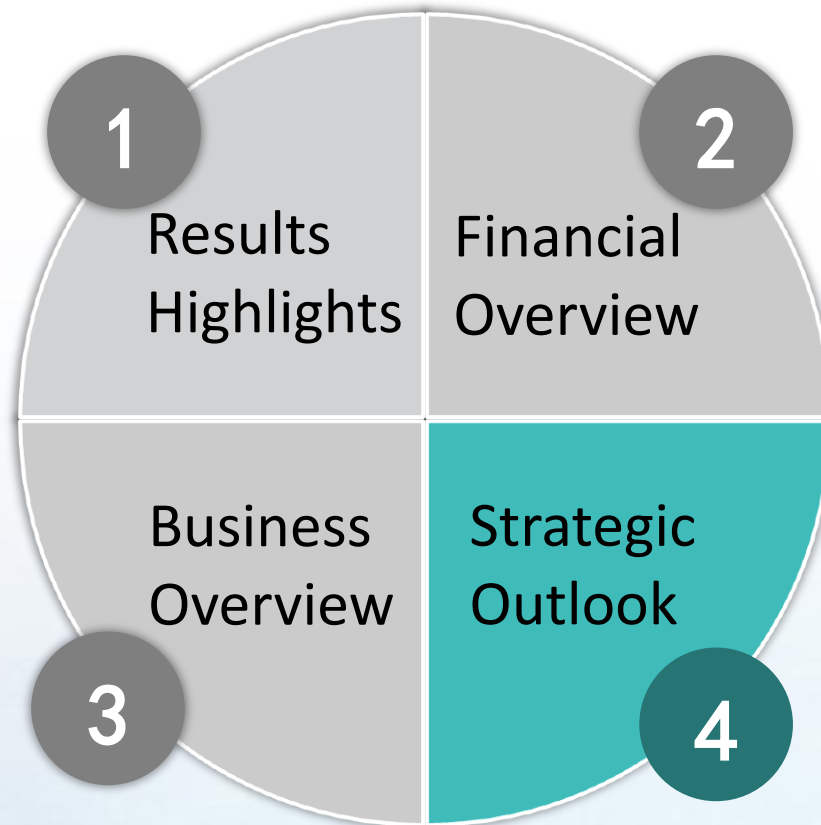 1
Results
Highlights
2
Financial
Overview
3
Business
Overview
4
Strategic
Outlook